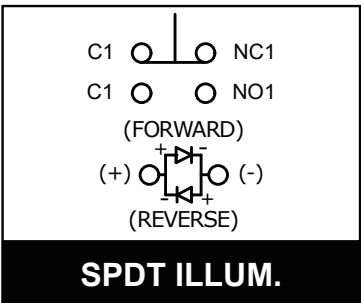 C1 NC1
C1 NO1
(FORWARD)
+ -
(+) (-)
- +
(REVERSE)
SPDT ILLUM.